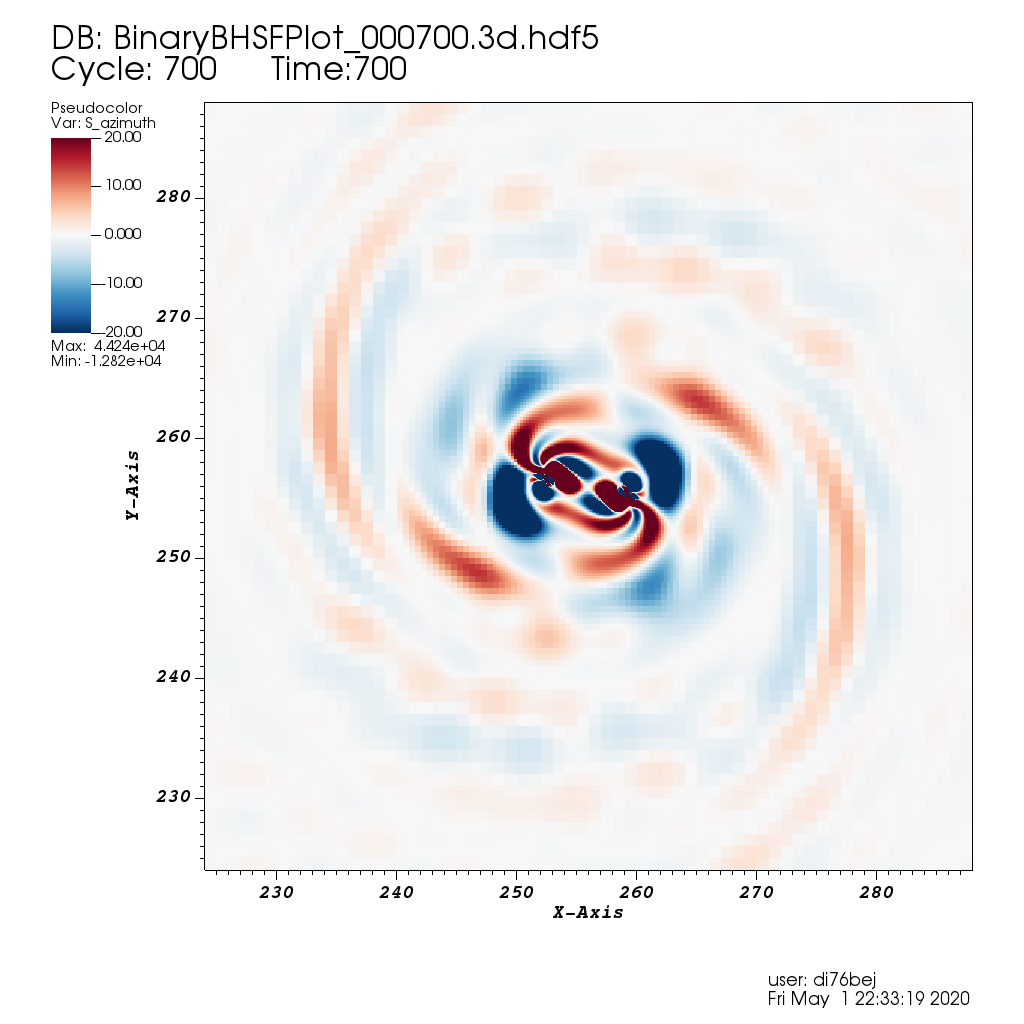 DB: BinaryBHSFPlot_000700.3d.hdf5
Cycle: 700 Time:700
Pseudocolor
Var: S_azimuth
20.00
10.00
0.000
-10.00
-20.00
Max: 4.424e+04
Min: -1.282e+04
280
270
260
250
240
230
Y-Axis
230 240 250 260 270 280
X-Axis
user: di76bej
Fri May 1 22:33:19 2020